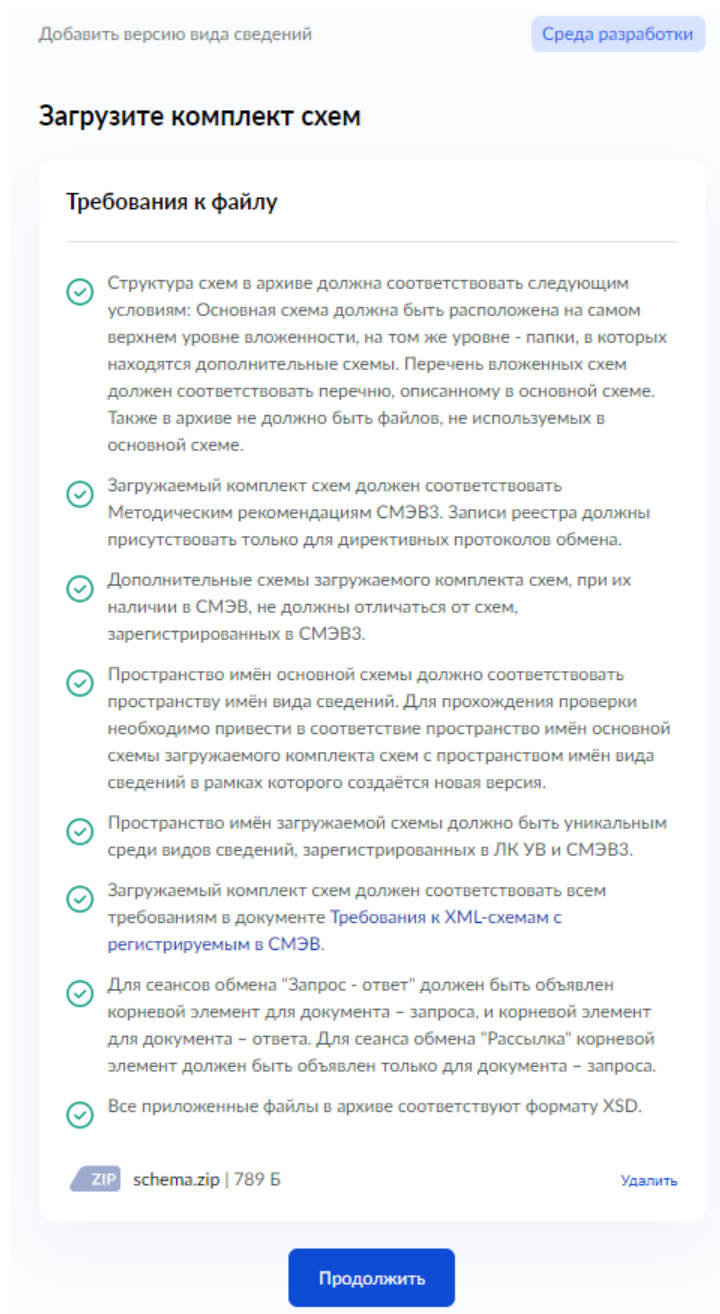 Добавить версию вида сведений
Среда разработки
Загрузите комплект схем
Требования к файлу
Структура схем в архиве должна соответствовать следующим
условиям: Основная схема должна быть расположена на самом
верхнем уровне вложенности, на том же уровне - папки, в которых
находятся дополнительные схемы. Перечень вложенных схем
должен соответствовать перечню, описанному в основной схеме.
Также в архиве не должно быть файлов, не используемых в
основной схеме.
Загружаемый комплект схем должен соответствовать
Методическим рекомендациям СМЭВ3. Записи реестра должны
присутствовать только для директивных протоколов обмена.
Дополнительные схемы загружаемого комплекта схем, при их
наличии в СМЭВ, не должны отличаться от схем,
зарегистрированных в СМЭВ3.
Пространство имён основной схемы должно соответствовать
пространству имён вида сведений. Для прохождения проверки
необходимо привести в соответствие пространство имён основной
схемы загружаемого комплекта схем с пространством имён вида
сведений в рамках которого создаётся новая версия.
Пространство имён загружаемой схемы должно быть уникальным
среди видов сведений, зарегистрированных в ЛК УВ и СМЭВ3.
Загружаемый комплект схем должен соответствовать всем
требованиям в документе Требования к XML-схемам с
регистрируемым в СМЭВ.
Для сеансов обмена "Запрос - ответ" должен быть объявлен
корневой элемент для документа – запроса, и корневой элемент
для документа – ответа. Для сеанса обмена "Рассылка" корневой
элемент должен быть объявлен только для документа – запроса.
Все приложенные файлы в архиве соответствуют формату XSD.
ZIP schema.zip | 789 Б
Удалить
Продолжить